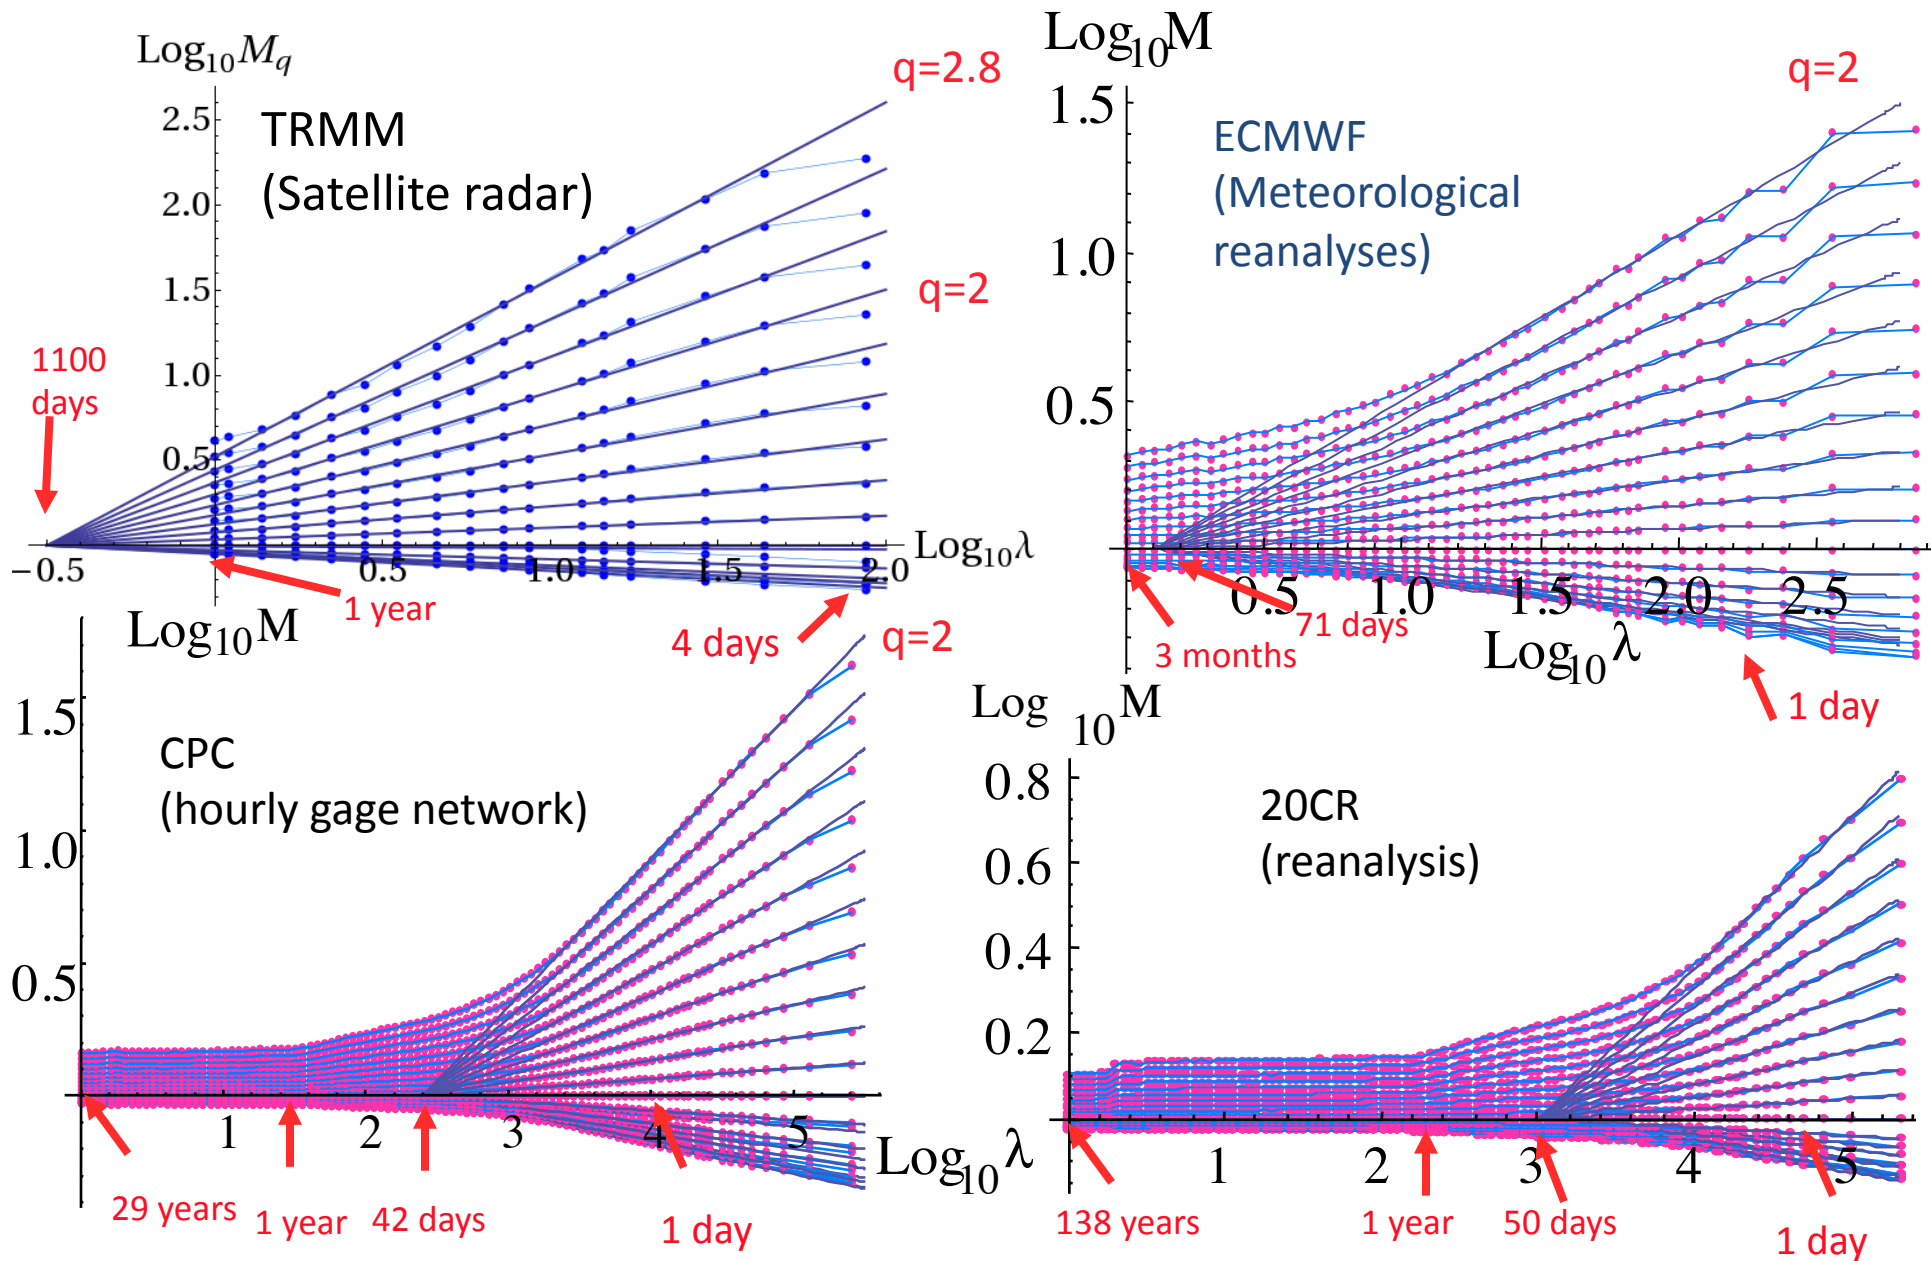 Log₁₀M_q
q=2.8
TRMM
(Satellite radar)
2.5
2.0
1.5
q=2
1.0
0.5
1100
days
−0.5
0.5
1.0
1.5
2.0
Log₁₀λ
1 year
4 days
Log₁₀M
q=2
1.5
ECMWF
(Meteorological
reanalyses)
1.0
0.5
0.5
1.0
1.5
2.0
2.5
71 days
3 months
Log₁₀λ
1 day
Log₁₀M
q=2
1.5
CPC
(hourly gage network)
1.0
0.5
1
2
3
4
5
Log₁₀λ
29 years
1 year
42 days
1 day
Log ₁₀M
0.8
20CR
(reanalysis)
0.6
0.4
0.2
1
2
3
4
5
138 years
1 year
50 days
1 day